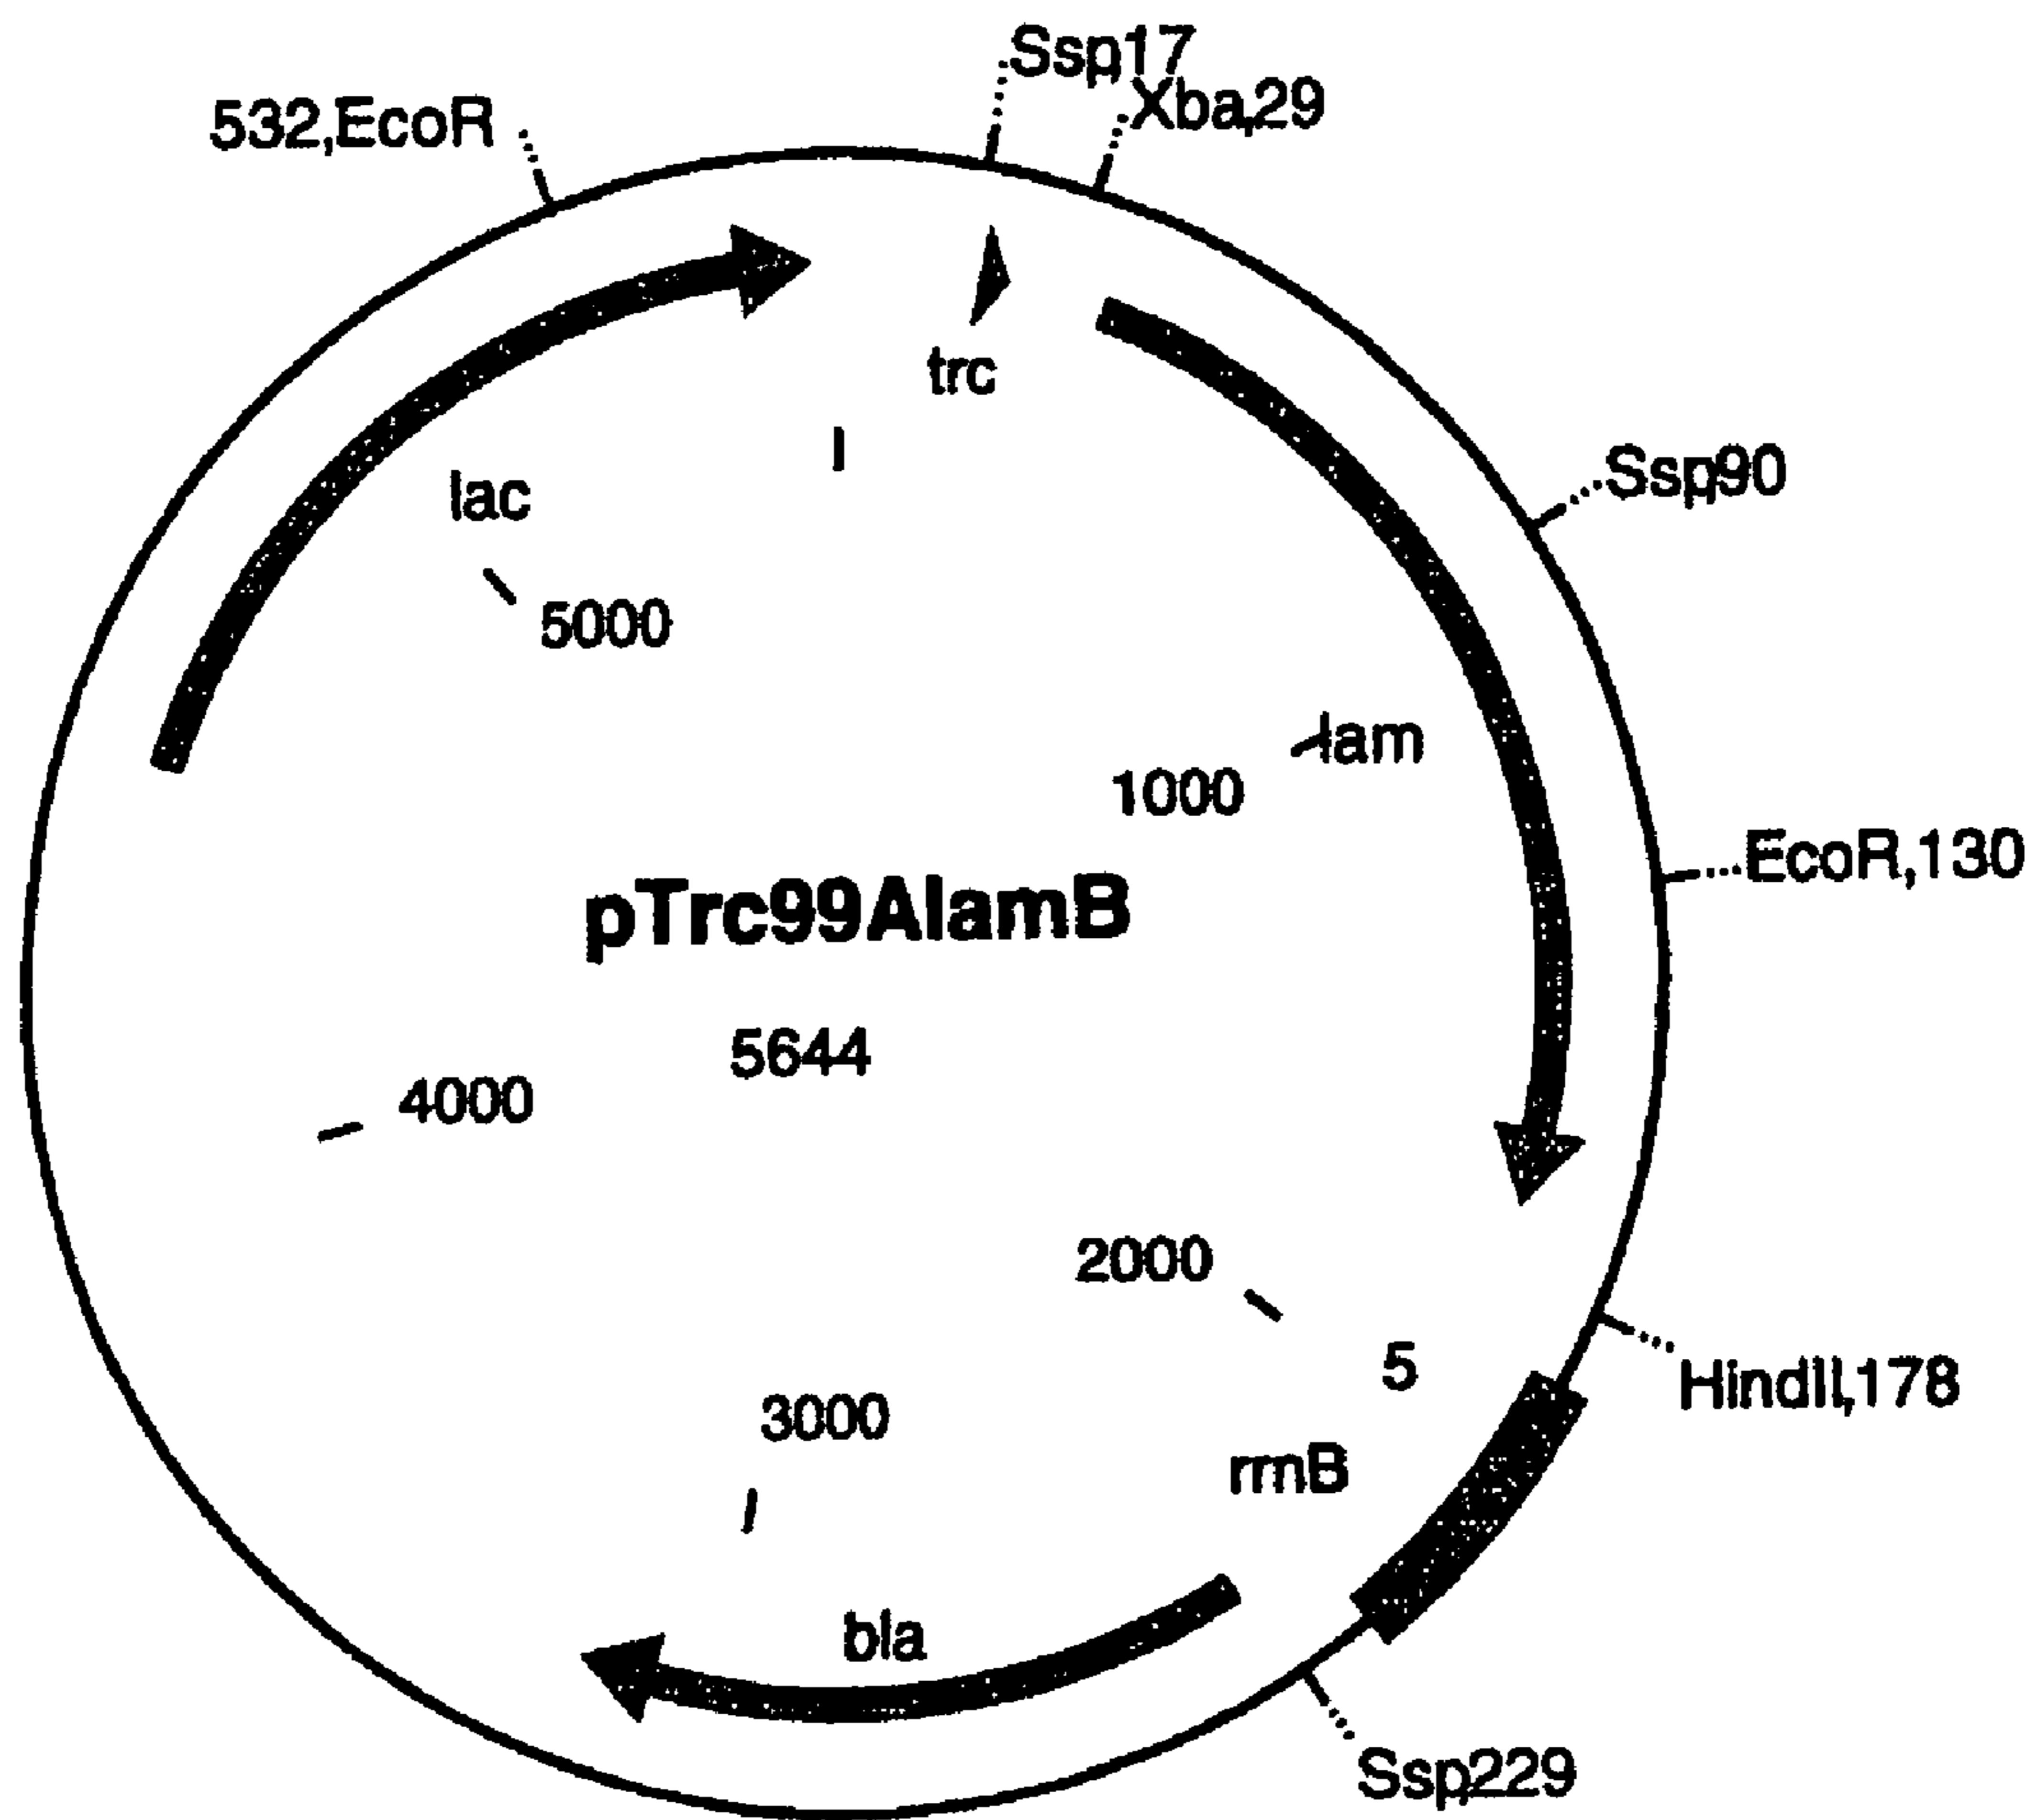 Ssp17
Xba,29
532,EcoR
trc
lac
5000
Ssp90
lam
1000
EcoR,130
pTrc99AlamB
5644
4000
2000
5
HindII,178
3000
rrnB
bla
Ssp229